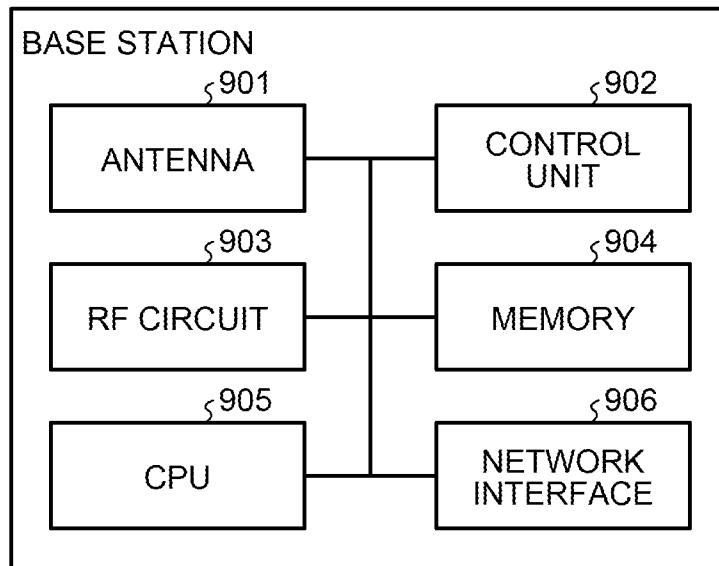 BASE STATION
901
902
ANTENNA
CONTROL
UNIT
903
904
RF CIRCUIT
MEMORY
905
906
CPU
NETWORK
INTERFACE